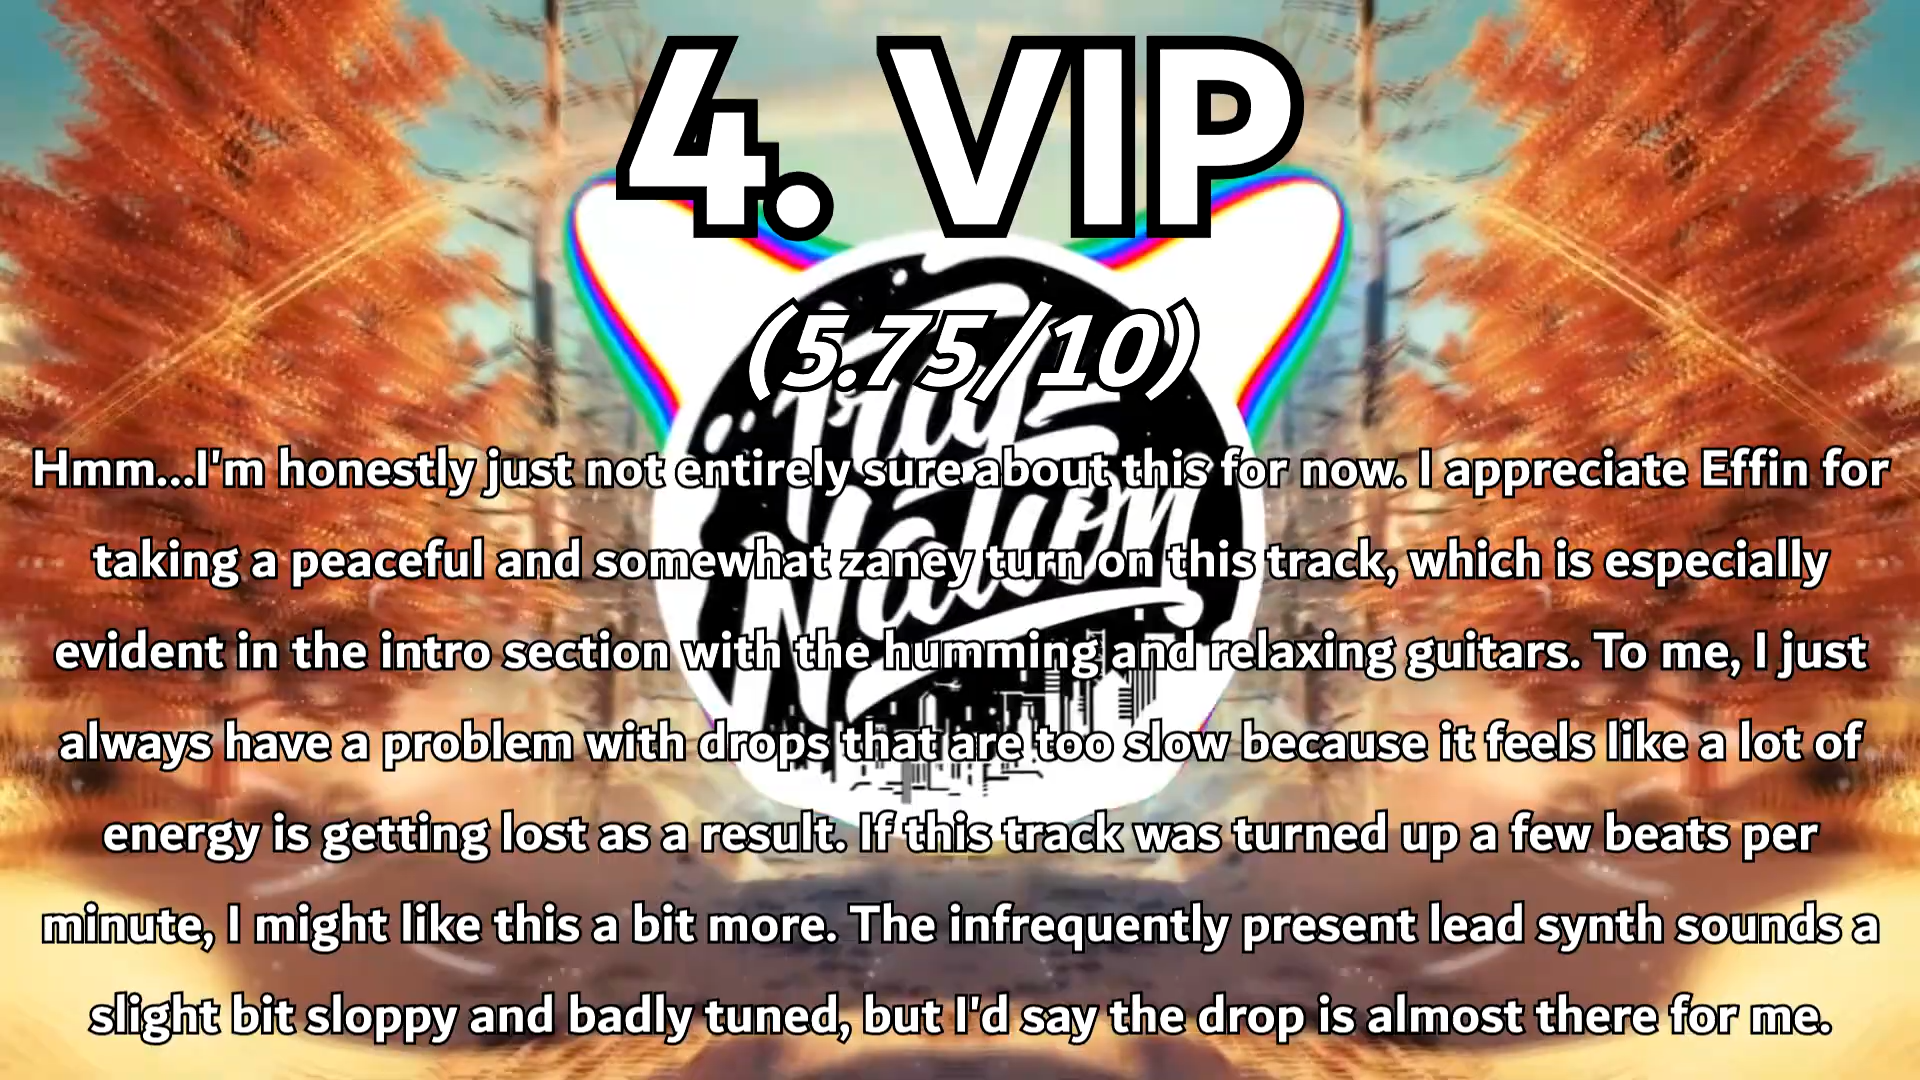 4. VIP
(5.75/10)
Trap
Nation
Hmm...I'm honestly just not entirely sure about this for now. I appreciate Effin for
taking a peaceful and somewhat zaney turn on this track, which is especially
evident in the intro section with the humming and relaxing guitars. To me, I just
always have a problem with drops that are too slow because it feels like a lot of
energy is getting lost as a result. If this track was turned up a few beats per
minute, I might like this a bit more. The infrequently present lead synth sounds a
slight bit sloppy and badly tuned, but I'd say the drop is almost there for me.